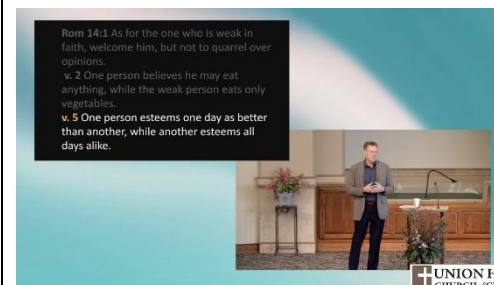 Rom 14:1 As for the one who is weak in
faith, welcome him, but not to quarrel over
opinions.
v. 2 One person believes he may eat
anything, while the weak person eats only
vegetables.
v. 5 One person esteems one day as better
than another, while another esteems all
days alike.
UNION H